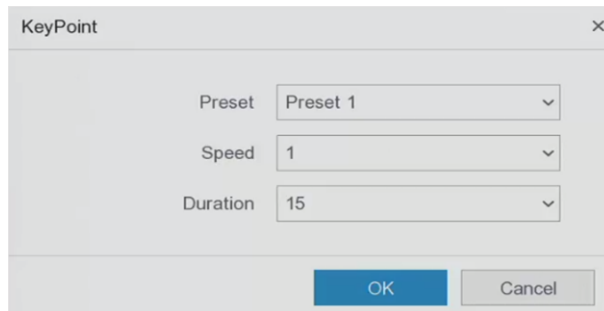 KeyPoint
Preset Preset 1
Speed 1
Duration 15
OK Cancel